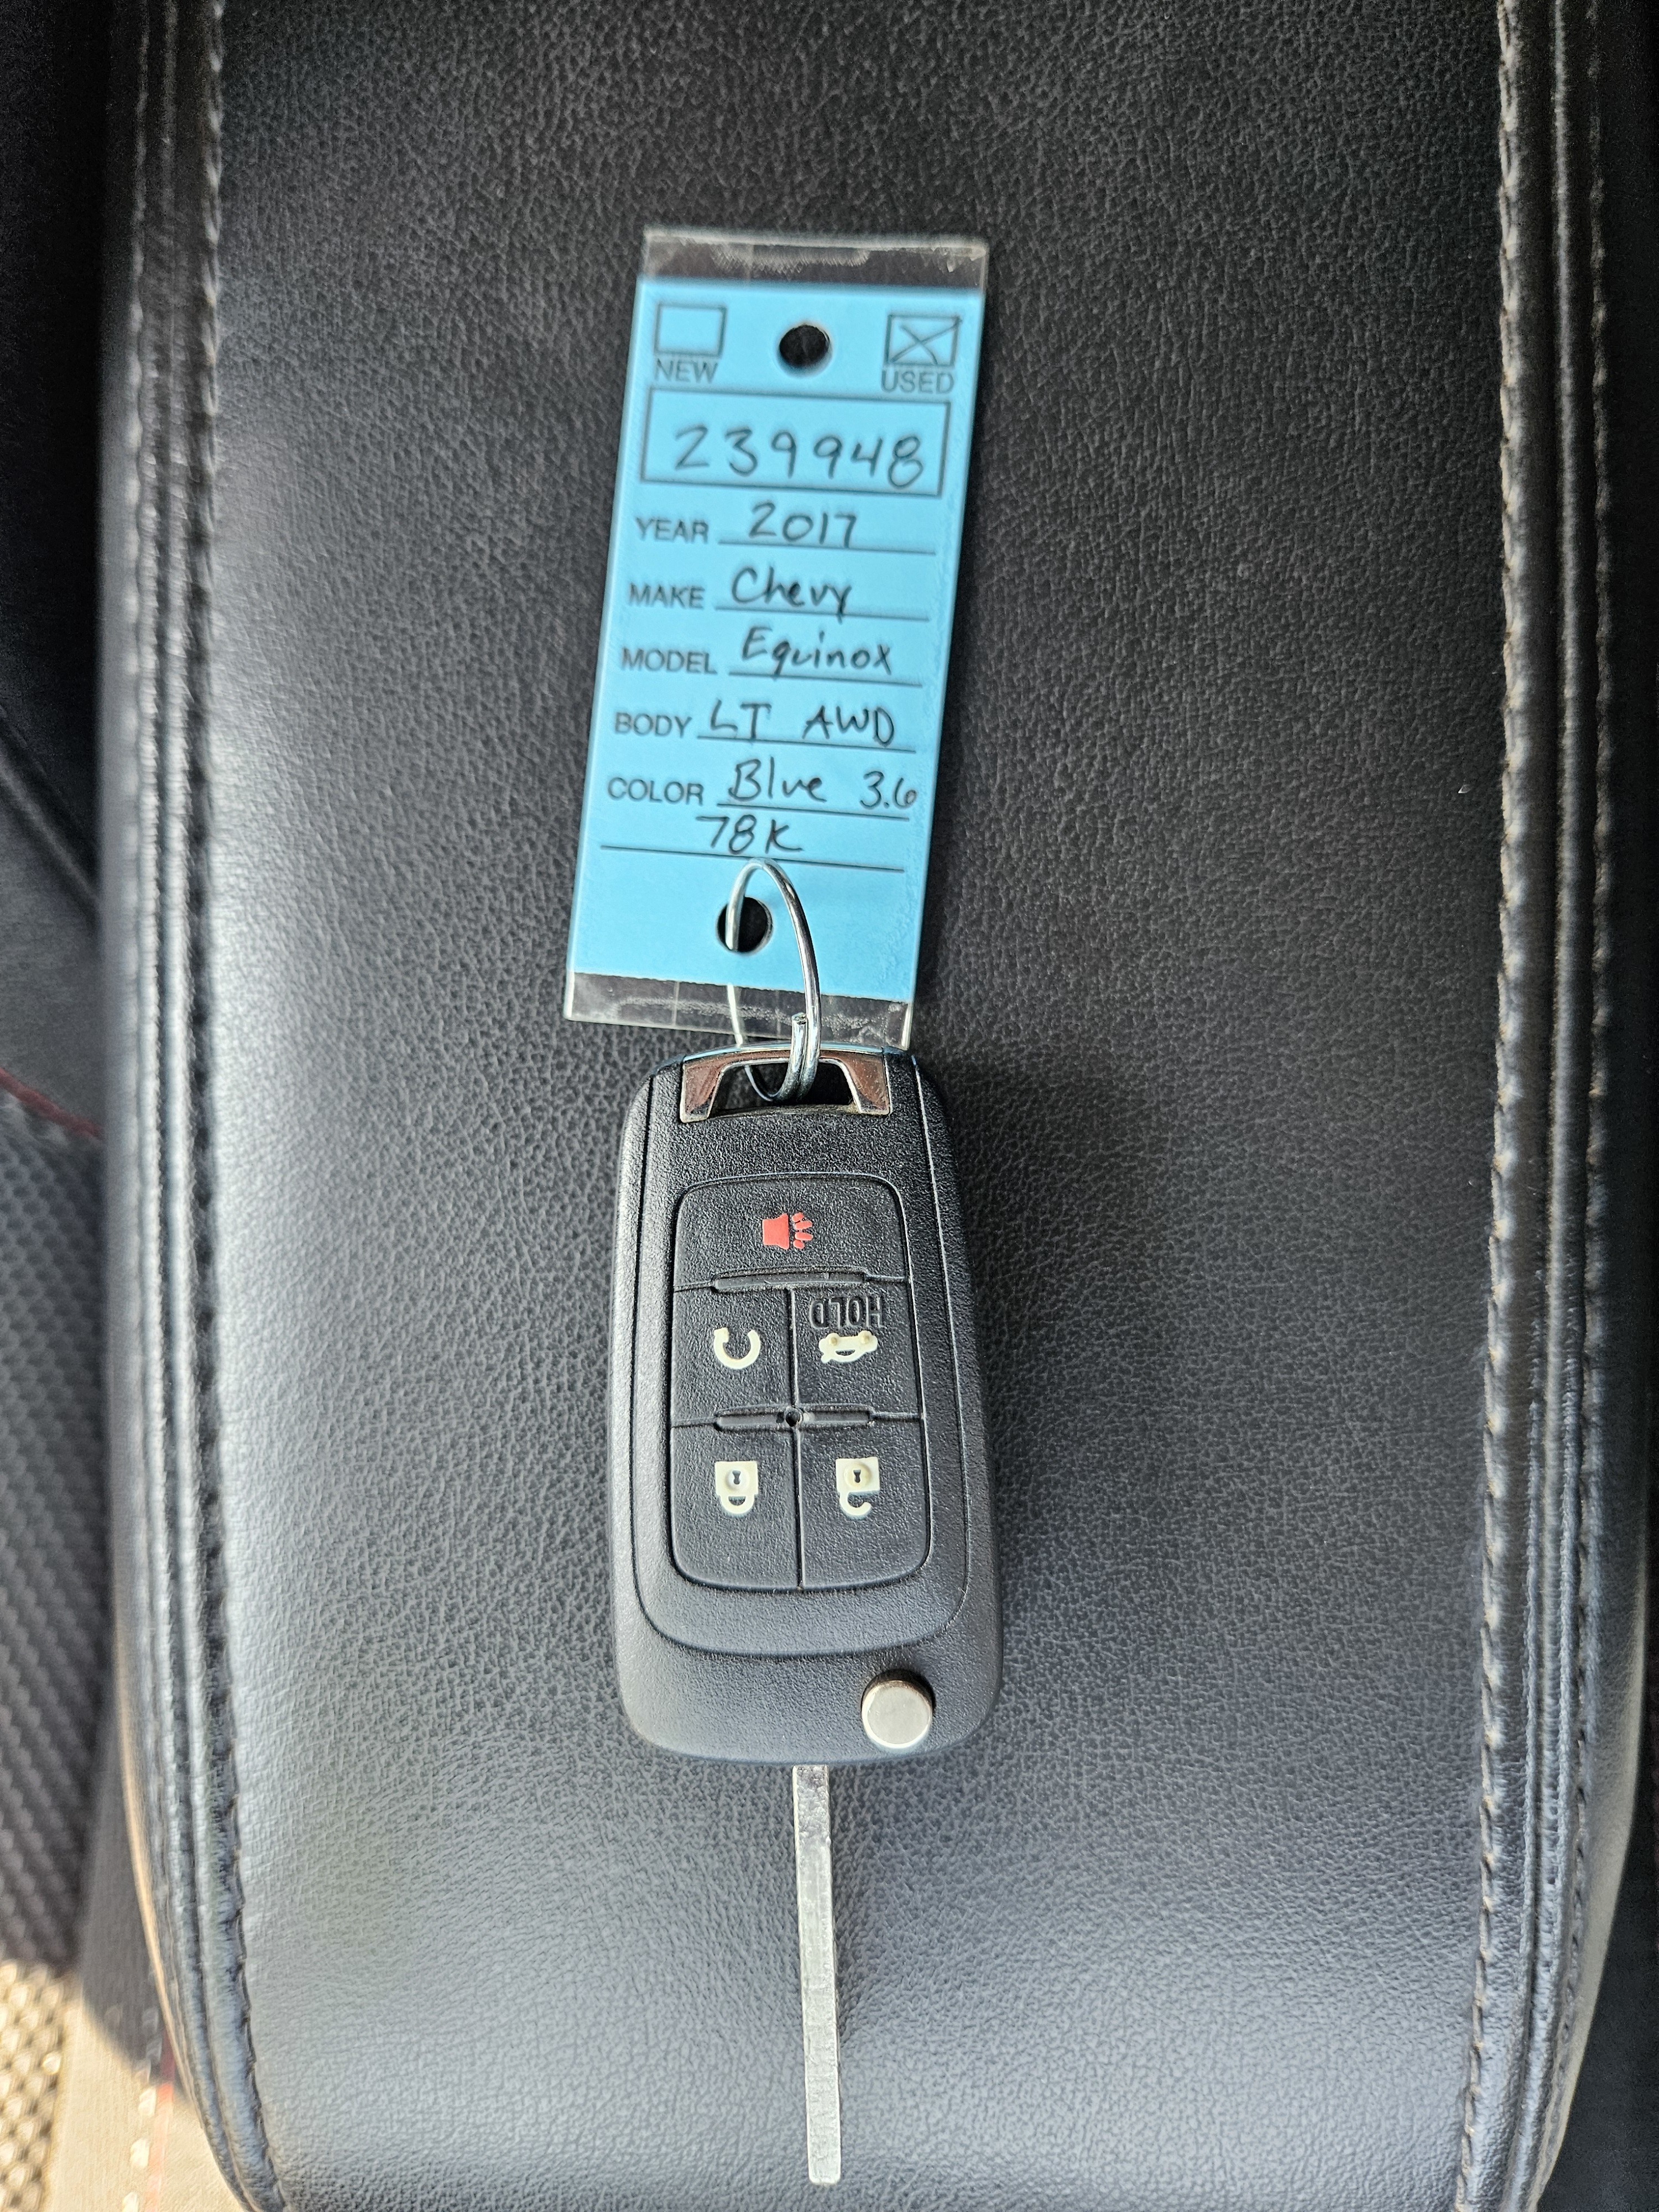 NEW USED
239948
YEAR 2017
MAKE Chevy
MODEL Equinox
BODY LT AWD
COLOR Blue 3.6
78K
HOLD